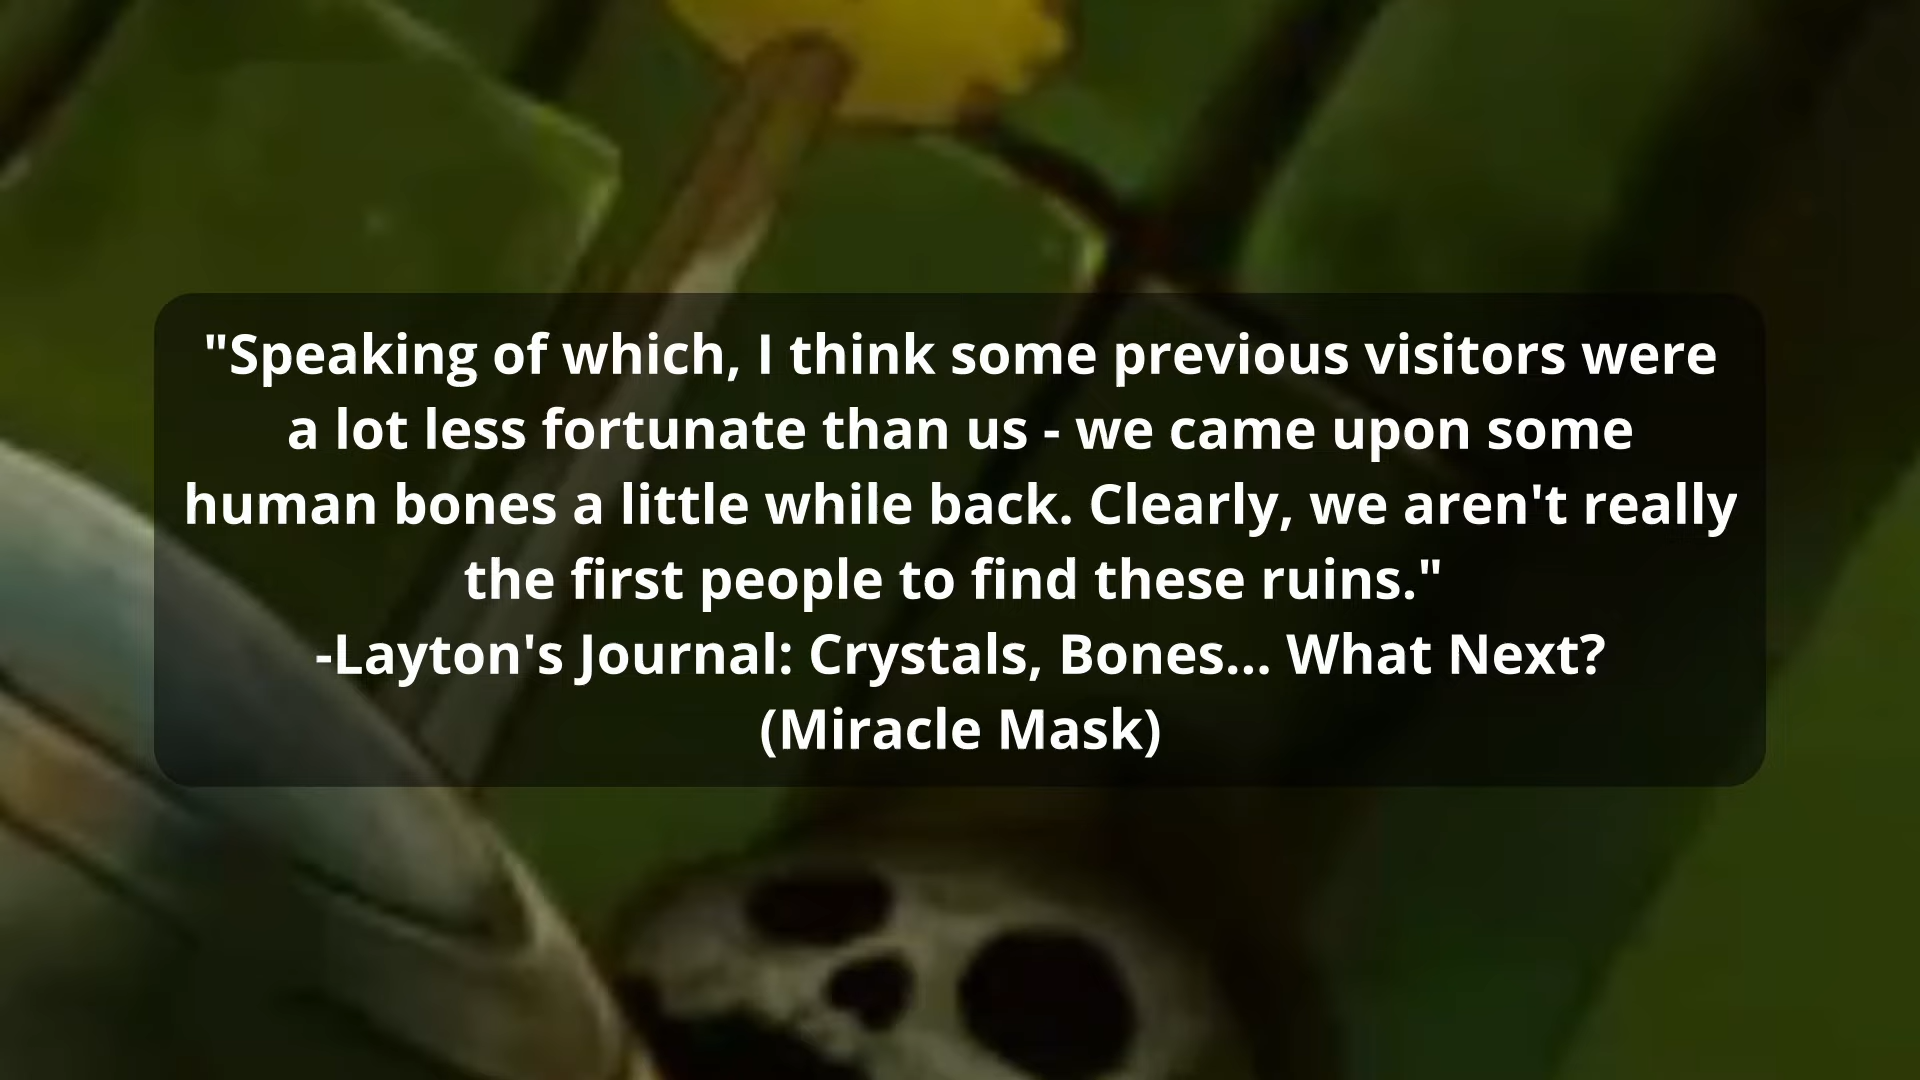 "Speaking of which, I think some previous visitors were
a lot less fortunate than us - we came upon some
human bones a little while back. Clearly, we aren't really
the first people to find these ruins."
-Layton's Journal: Crystals, Bones... What Next?
(Miracle Mask)